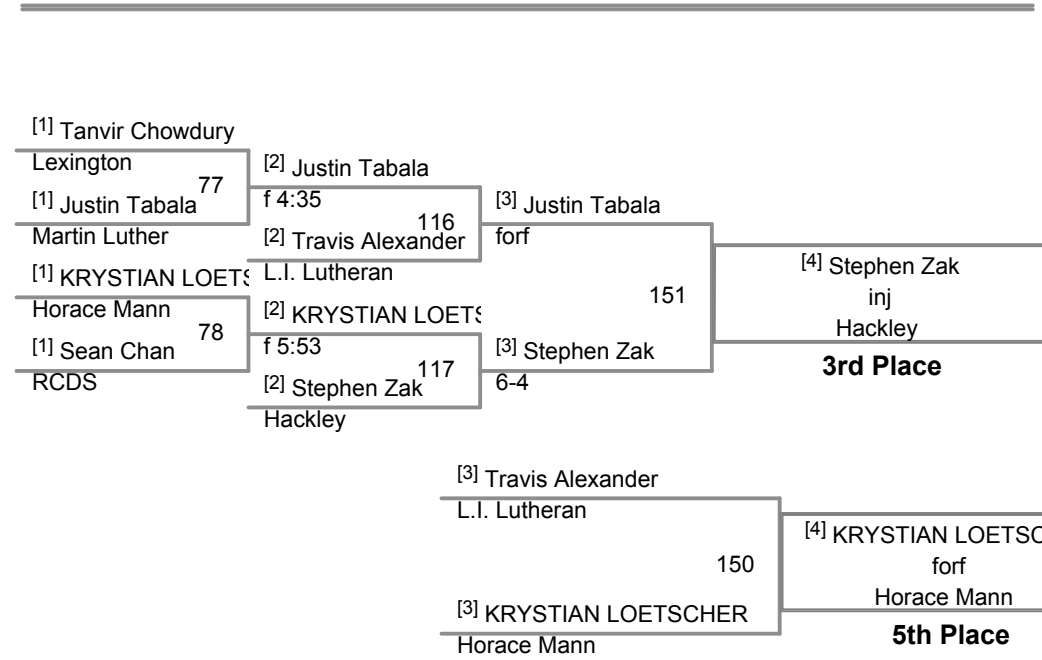 [1] Tanvir Chowdury
Lexington
77
[1] Justin Tabala
Martin Luther
[1] KRYSTIAN LOETS
Horace Mann
78
[1] Sean Chan
RCDS
[2] Justin Tabala
f 4:35
116
[2] Travis Alexander
L.I. Lutheran
[2] KRYSTIAN LOETS
f 5:53
117
[2] Stephen Zak
Hackley
[3] Justin Tabala
forf
151
[3] Stephen Zak
6-4
[4] Stephen Zak
inj
Hackley
3rd Place
[3] Travis Alexander
L.I. Lutheran
150
[3] KRYSTIAN LOETSCHER
Horace Mann
[4] KRYSTIAN LOETSC
forf
Horace Mann
5th Place